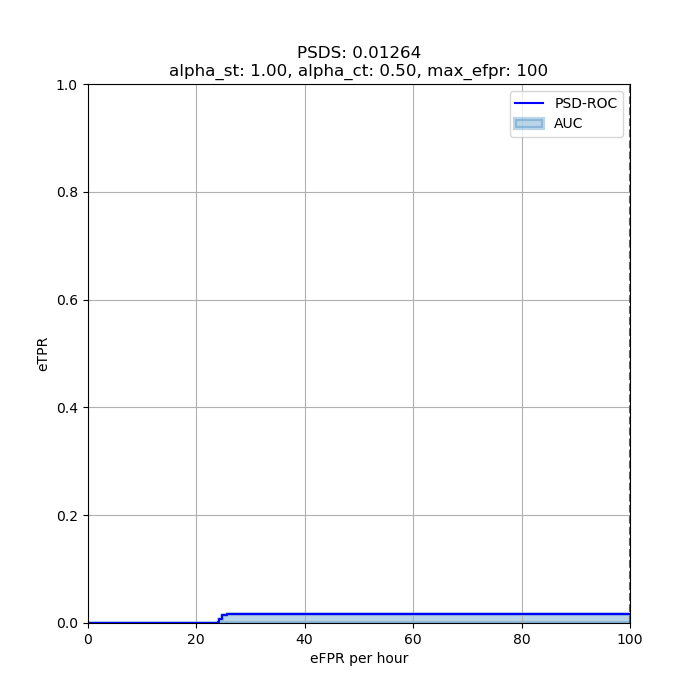 PSDS: 0.01264
alpha_st: 1.00, alpha_ct: 0.50, max_efpr: 100
PSD-ROC
AUC
1.0
0.8
0.6
0.4
0.2
0.0
eTPR
0 20 40 60 80 100
eFPR per hour